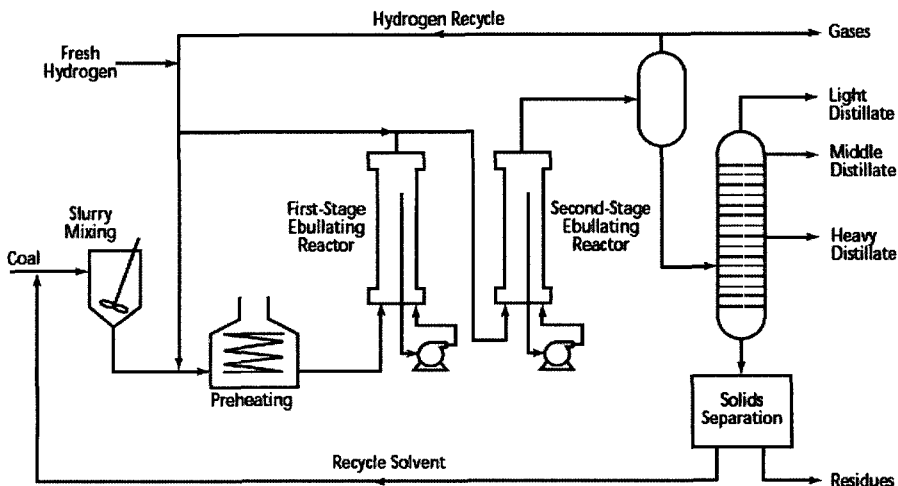 Hydrogen Recycle
Gases
Fresh
Hydrogen
Light
Distillate
Middle
Distillate
Slurry
Mixing
First-Stage
Ebullating
Reactor
Second-Stage
Ebullating
Reactor
Heavy
Distillate
Coal
Preheating
Solids
Separation
Recycle Solvent
Residues